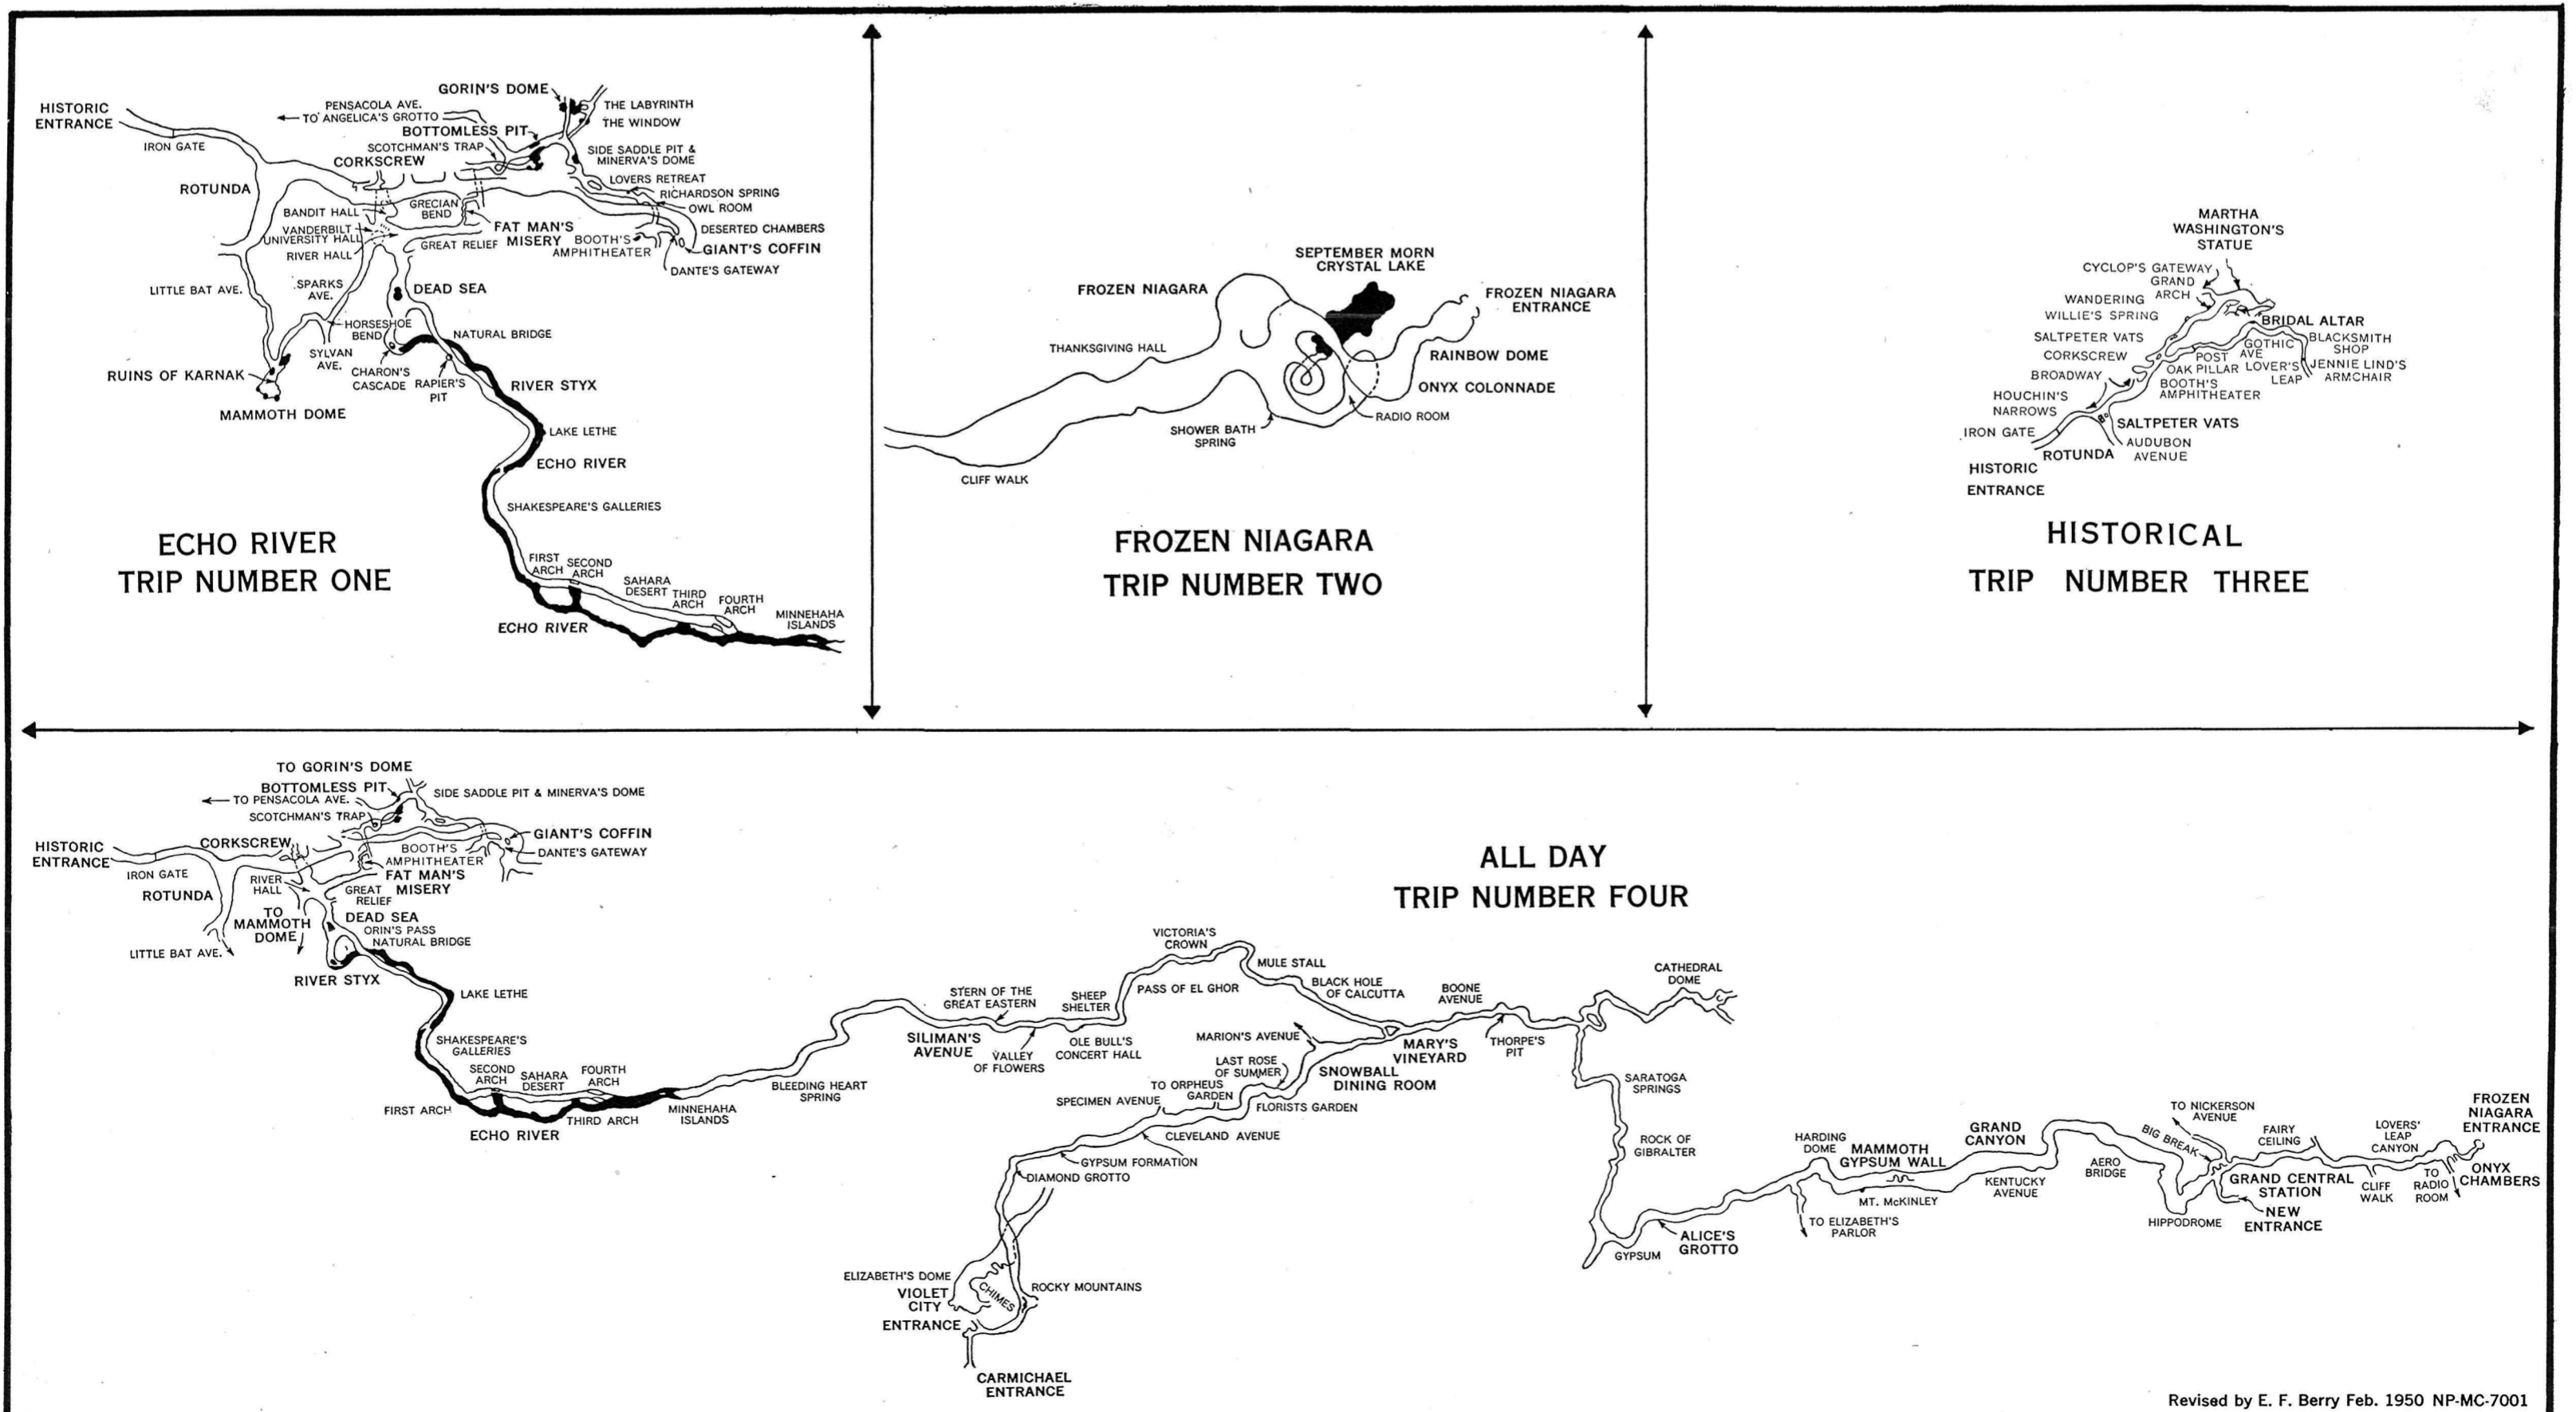 HISTORIC
ENTRANCE
IRON GATE
ROTUNDA
LITTLE BAT AVE.
RUINS OF KARNAK
MAMMOTH DOME
PENSACOLA AVE.
TO ANGELICA'S GROTTO
GORIN'S DOME
BOTTOMLESS PIT
SCOTCHMAN'S TRAP
CORKSCREW
THE LABYRINTH
THE WINDOW
SIDE SADDLE PIT &
MINERVA'S DOME
LOVERS RETREAT
RICHARDSON SPRING
OWL ROOM
DESERTED CHAMBERS
GIANT'S COFFIN
DANTE'S GATEWAY
BOOTH'S
AMPHITHEATER
BANDIT HALL
GRECIAN
BEND
FAT MAN'S
MISERY
VANDERBILT
UNIVERSITY HALL
GREAT RELIEF
RIVER HALL
SPARKS
AVE.
DEAD SEA
HORSESHOE
BEND
NATURAL BRIDGE
SYLVAN
AVE.
CHARON'S
CASCADE
RAPIER'S
PIT
RIVER STYX
LAKE LETHE
ECHO RIVER
SHAKESPEARE'S GALLERIES
FIRST
ARCH
SECOND
ARCH
SAHARA
DESERT
THIRD
ARCH
FOURTH
ARCH
MINNEHAHA
ISLANDS
ECHO RIVER
ECHO RIVER
TRIP NUMBER ONE
SEPTEMBER MORN
CRYSTAL LAKE
FROZEN NIAGARA
FROZEN NIAGARA
ENTRANCE
THANKSGIVING HALL
RAINBOW DOME
ONYX COLONNADE
RADIO ROOM
SHOWER BATH
SPRING
CLIFF WALK
FROZEN NIAGARA
TRIP NUMBER TWO
MARTHA
WASHINGTON'S
STATUE
CYCLOP'S GATEWAY
GRAND
ARCH
WANDERING
WILLIE'S SPRING
BRIDAL ALTAR
SALTPETER VATS
BLACKSMITH
SHOP
GOTHIC
AVE
CORKSCREW
POST
OAK PILLAR
LOVER'S
LEAP
JENNIE LIND'S
ARMCHAIR
BROADWAY
BOOTH'S
AMPHITHEATER
HOUCHIN'S
NARROWS
SALTPETER VATS
IRON GATE
AUDUBON
AVENUE
ROTUNDA
HISTORIC
ENTRANCE
HISTORICAL
TRIP NUMBER THREE
TO GORIN'S DOME
BOTTOMLESS PIT
TO PENSACOLA AVE.
SIDE SADDLE PIT & MINERVA'S DOME
SCOTCHMAN'S TRAP
HISTORIC
ENTRANCE
CORKSCREW
GIANT'S COFFIN
BOOTH'S
AMPHITHEATER
DANTE'S GATEWAY
IRON GATE
FAT MAN'S
MISERY
ROTUNDA
RIVER
HALL
GREAT
RELIEF
TO
MAMMOTH
DOME
DEAD SEA
ORIN'S PASS
NATURAL BRIDGE
LITTLE BAT AVE.
RIVER STYX
LAKE LETHE
SHAKESPEARE'S
GALLERIES
SECOND
ARCH
SAHARA
DESERT
FOURTH
ARCH
FIRST ARCH
THIRD ARCH
ECHO RIVER
MINNEHAHA
ISLANDS
BLEEDING HEART
SPRING
ALL DAY
TRIP NUMBER FOUR
SILIMAN'S
AVENUE
STERN OF THE
GREAT EASTERN
VALLEY
OF FLOWERS
SHEEP
SHELTER
OLE BULL'S
CONCERT HALL
VICTORIA'S
CROWN
PASS OF EL GHOR
MULE STALL
BLACK HOLE
OF CALCUTTA
MARION'S AVENUE
MARY'S
VINEYARD
BOONE
AVENUE
THORPE'S
PIT
CATHEDRAL
DOME
LAST ROSE
OF SUMMER
SNOWBALL
DINING ROOM
TO ORPHEUS
GARDEN
SPECIMEN AVENUE
FLORISTS GARDEN
CLEVELAND AVENUE
GYPSUM FORMATION
DIAMOND GROTTO
ELIZABETH'S DOME
VIOLET
CITY
ENTRANCE
CHIMES
ROCKY MOUNTAINS
CARMICHAEL
ENTRANCE
SARATOGA
SPRINGS
ROCK OF
GIBRALTER
GYPSUM
ALICE'S
GROTTO
HARDING
DOME
TO ELIZABETH'S
PARLOR
MAMMOTH
GYPSUM WALL
MT. McKINLEY
GRAND
CANYON
KENTUCKY
AVENUE
AERO
BRIDGE
TO NICKERSON
AVENUE
BIG BREAK
HIPPODROME
FAIRY
CEILING
GRAND CENTRAL
STATION
NEW
ENTRANCE
LOVERS'
LEAP
CANYON
CLIFF
WALK
TO
RADIO
ROOM
FROZEN
NIAGARA
ENTRANCE
ONYX
CHAMBERS
Revised by E. F. Berry Feb. 1950 NP-MC-7001